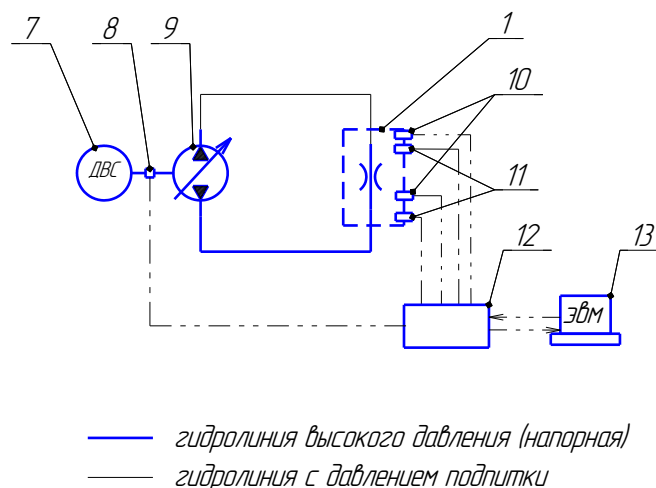 7
8
9
1
10
11
12
13
ДВС
ЭВМ
гидролиния высокого давления (напорная)
гидролиния с давлением подпитки